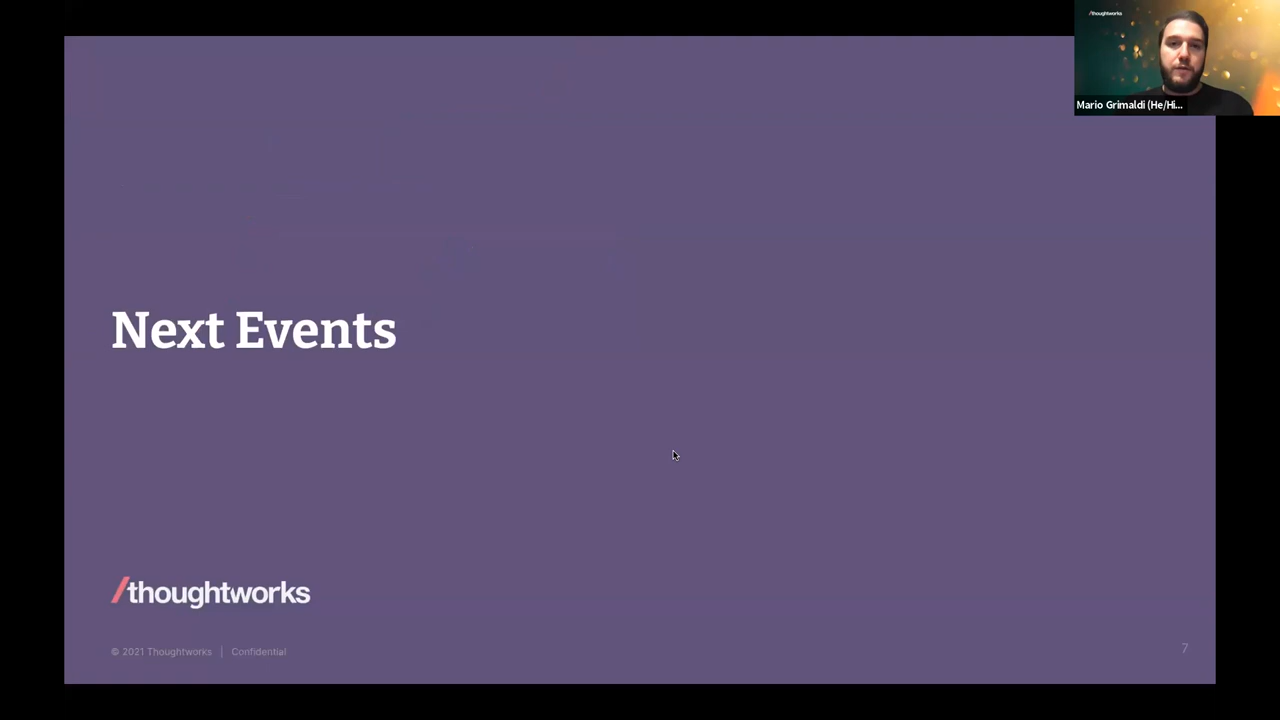 /thoughtworks
Mario Grimaldi (He/Hi...
Next Events
/thoughtworks
© 2021 Thoughtworks | Confidential
7